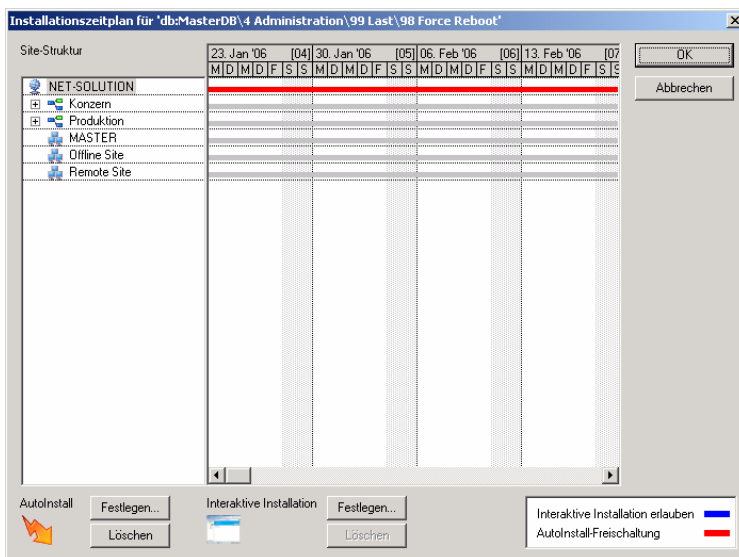 Installationszeitplan für 'db:MasterDB\4 Administration\99 Last\98 Force Reboot'
Site-Struktur
23. Jan '06 [04] 30. Jan '06 [05] 06. Feb '06 [06] 13. Feb '06 [07
M D M D F S S M D M D F S S M D M D F S S M D M D F S S
OK
Abbrechen
NET-SOLUTION
Konzern
Produktion
MASTER
Offline Site
Remote Site
AutoInstall
Festlegen...
Löschen
Interaktive Installation
Festlegen...
Löschen
Interaktive Installation erlauben
AutoInstall-Freischaltung